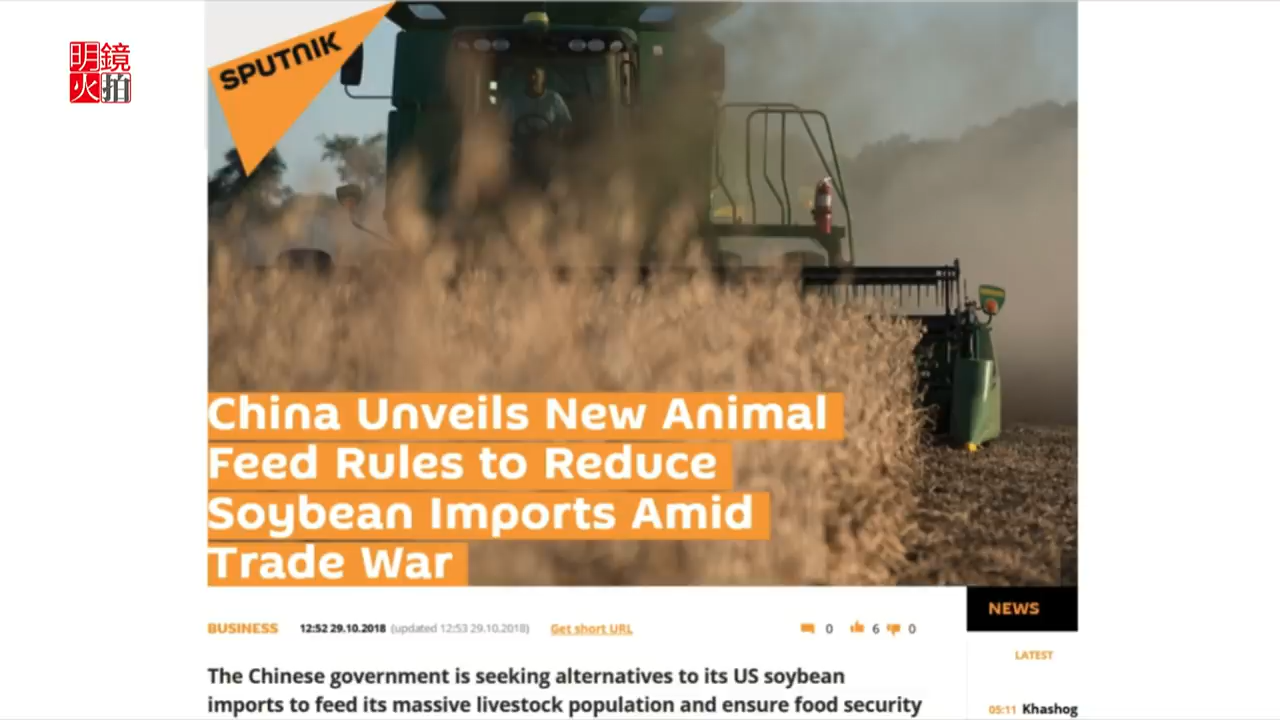 明鏡
火拍
SPUTNIK
China Unveils New Animal
Feed Rules to Reduce
Soybean Imports Amid
Trade War
BUSINESS 12:52 29.10.2018 (updated 12:53 29.10.2018) Get short URL 0 6 0
NEWS
LATEST
The Chinese government is seeking alternatives to its US soybean
imports to feed its massive livestock population and ensure food security
05:11 Khashog